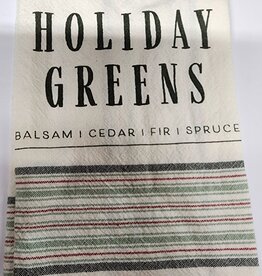 HOLIDAY
GREENS
BALSAM | CEDAR | FIR | SPRUCE